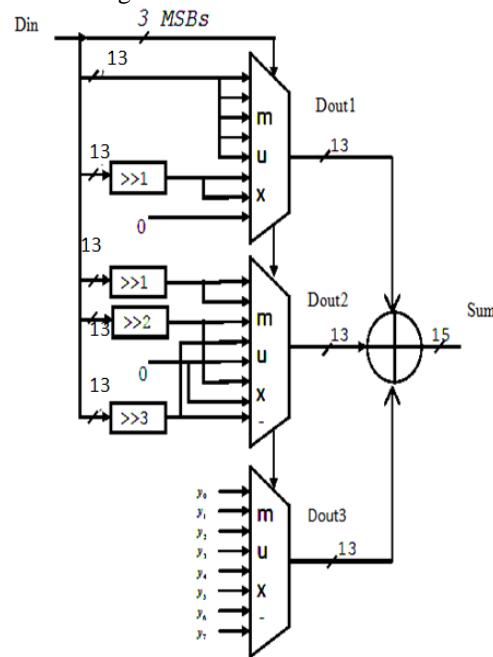 Din
3 MSBs
13
m
u
x
Dout1
13
13
>>1
0
13
>>1
Dout2
m
u
x
-
13
Sum
15
13
>>2
0
13
>>3
y0
y1
y2
y3
y4
y5
y6
y7
m
u
x
-
Dout3
13